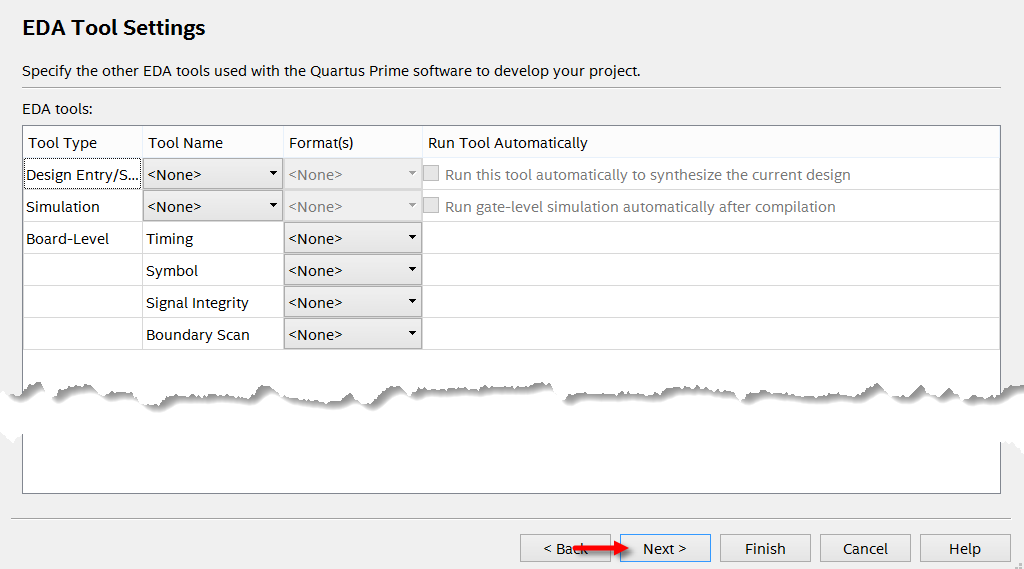 EDA Tool Settings
Specify the other EDA tools used with the Quartus Prime software to develop your project.
EDA tools:
Tool Type Tool Name Format(s) Run Tool Automatically
Design Entry/S... <None> <None> Run this tool automatically to synthesize the current design
Simulation <None> <None> Run gate-level simulation automatically after compilation
Board-Level Timing <None>
Symbol <None>
Signal Integrity <None>
Boundary Scan <None>
< Back Next > Finish Cancel Help